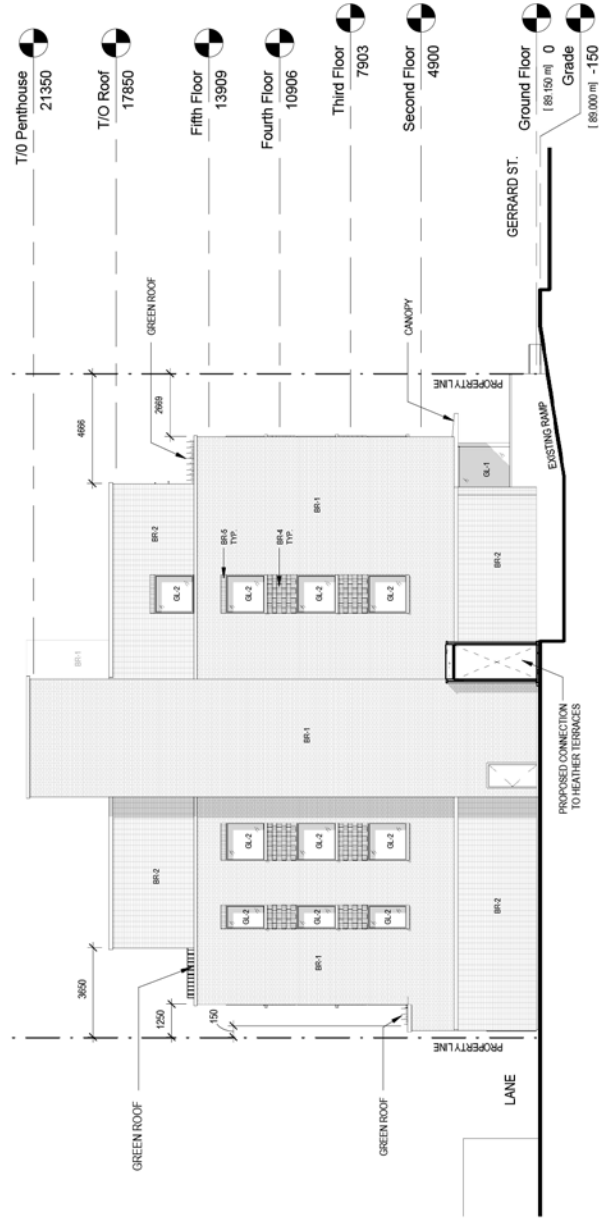 T/0 Penthouse
21350
T/O Roof
17850
Fifth Floor
13909
Fourth Floor
10906
Third Floor
7903
Second Floor
4900
Ground Floor
[ 89.150 m] 0
Grade
[ 89.000 m] -150
GREEN ROOF
CANOPY
GERRARD ST.
4666
2669
PROPERTY LINE
EXISTING RAMP
BR-2
BR-5
TYP.
BR-4
TYP.
BR-1
GL-2
GL-2
GL-2
GL-2
GL-1
BR-2
BR-1
BR-1
PROPOSED CONNECTION
TO HEATHER TERRACES
BR-2
GL-2
GL-2
GL-2
GL-2
GL-2
GL-2
BR-1
BR-2
3650
1250
150
GREEN ROOF
GREEN ROOF
PROPERTY LINE
LANE